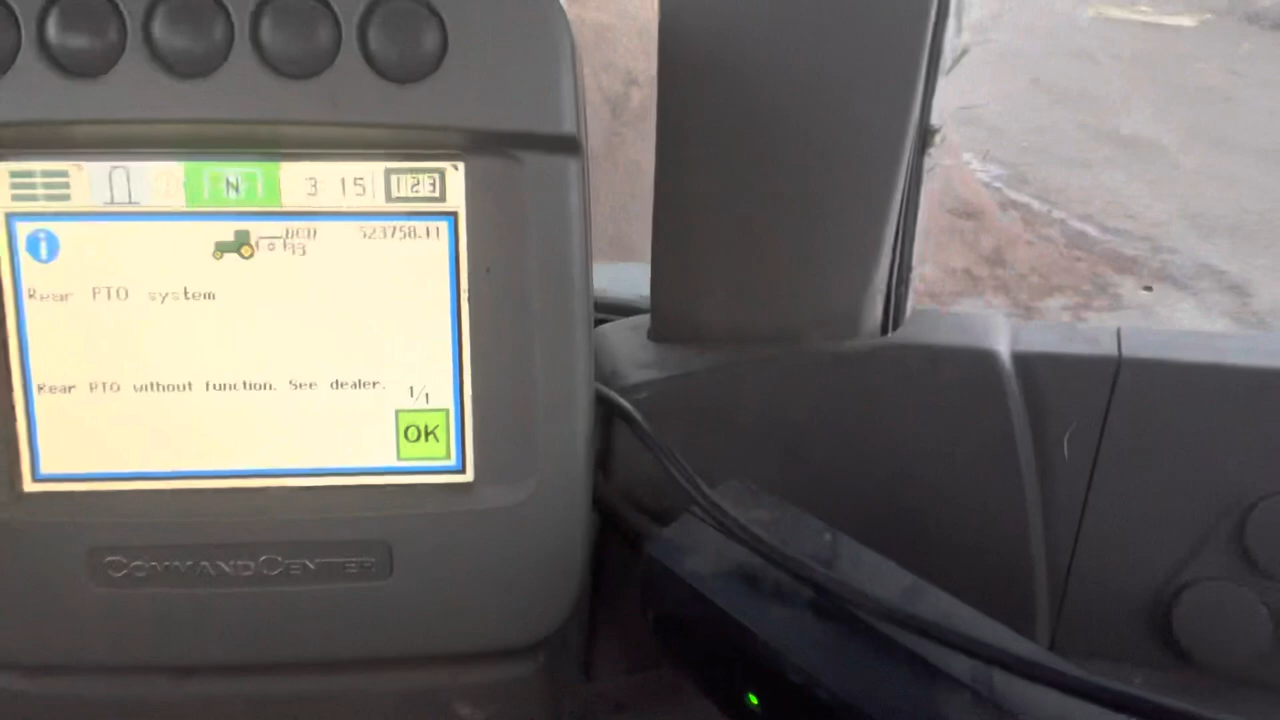 N 3 15 123
523758.11
Rear PTO system
Rear PTO without function. See dealer.
1/1
OK
COMMANDCENTER